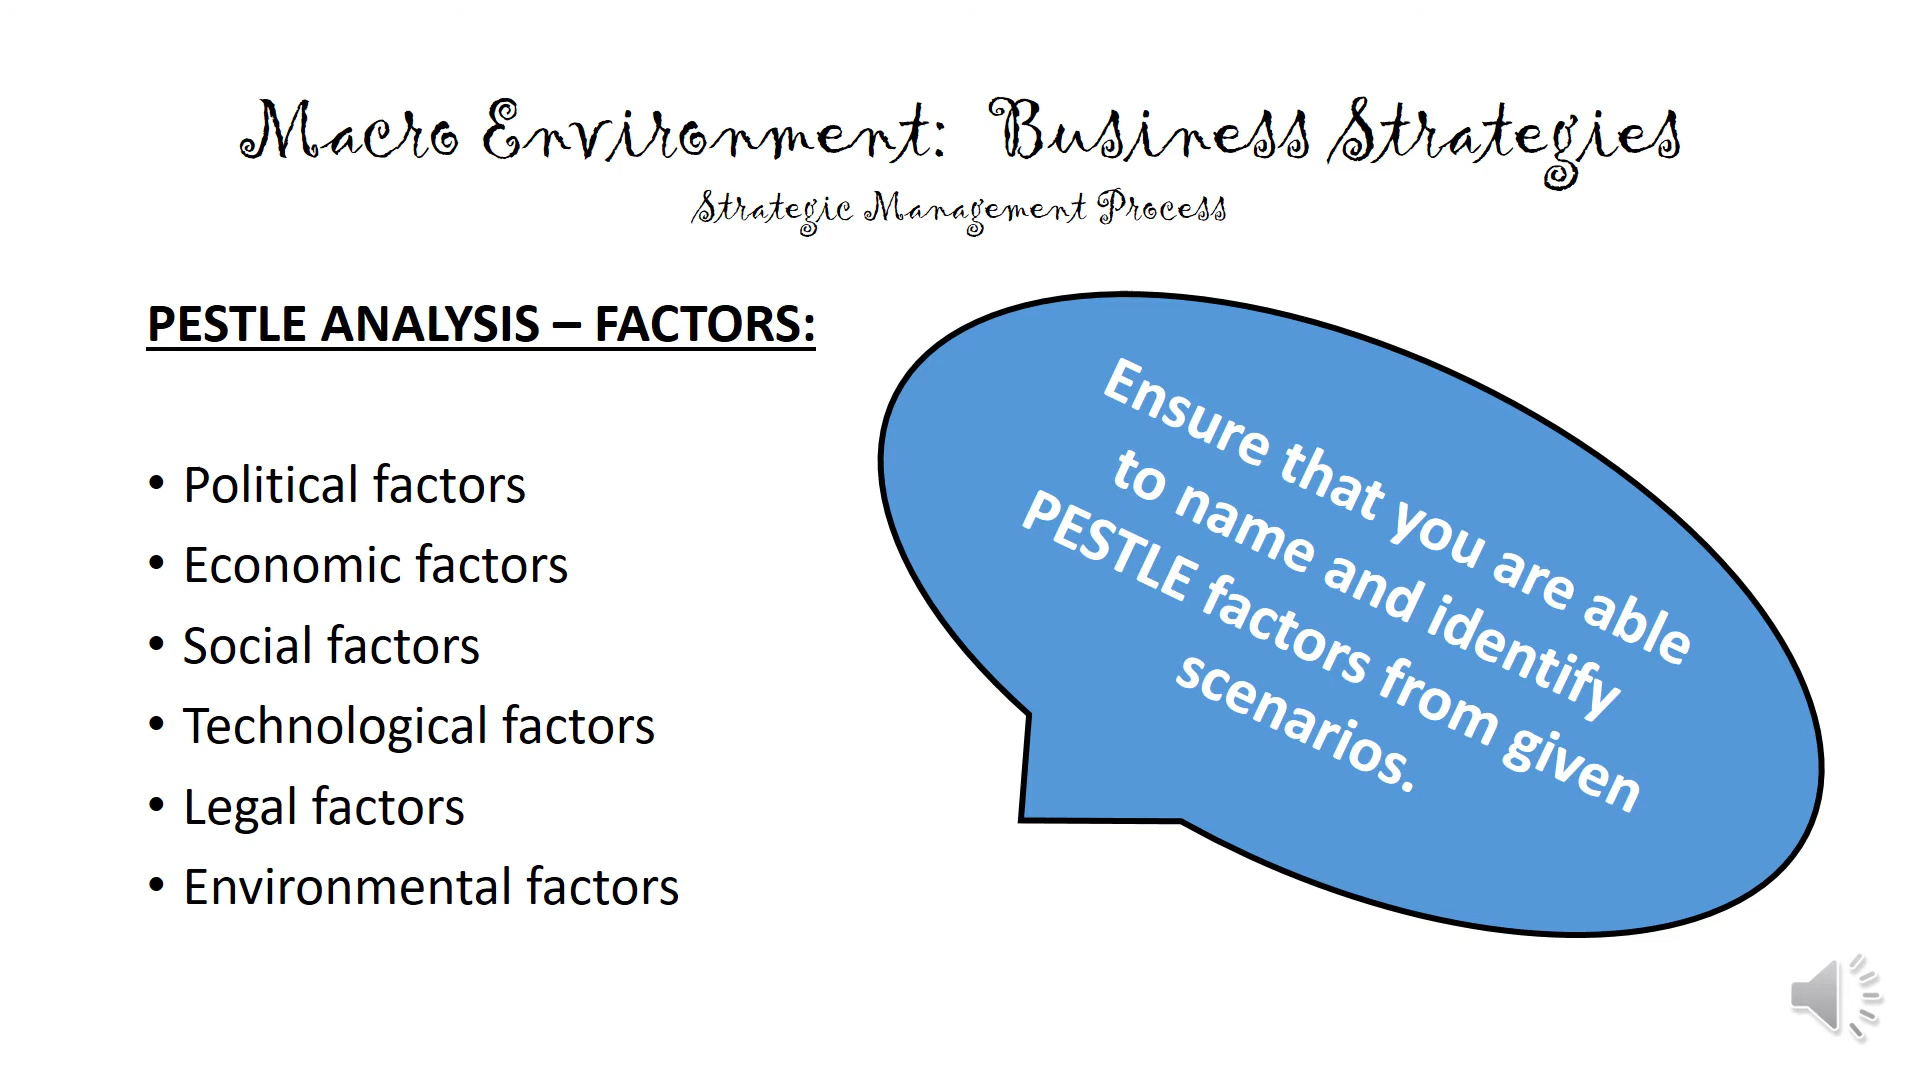 Macro Environment: Business Strategies
Strategic Management Process
PESTLE ANALYSIS – FACTORS:
• Political factors
• Economic factors
• Social factors
• Technological factors
• Legal factors
• Environmental factors
Ensure that you are able
to name and identify
PESTLE factors from given
scenarios.